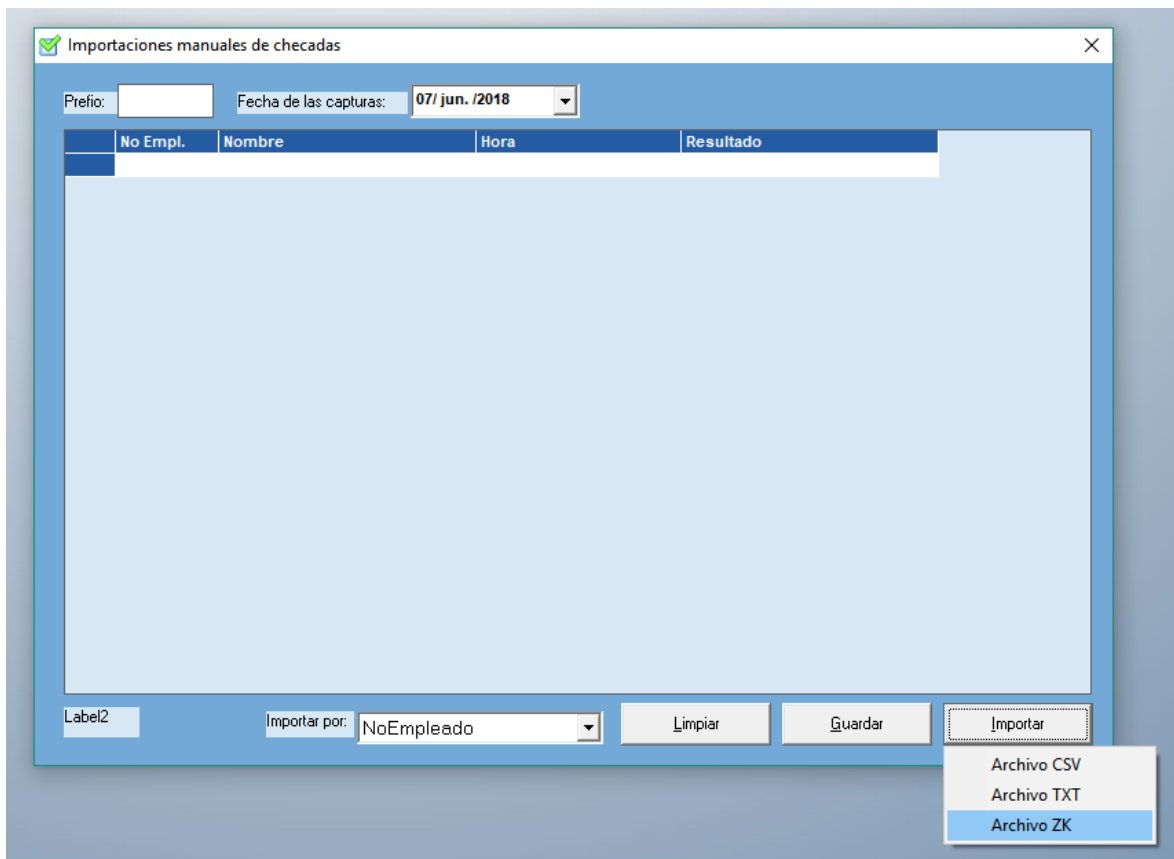 Importaciones manuales de checadas
Prefio: Fecha de las capturas: 07/ jun. /2018
No Empl. Nombre Hora Resultado
Label2 Importar por: NoEmpleado Limpiar Guardar Importar
Archivo CSV
Archivo TXT
Archivo ZK